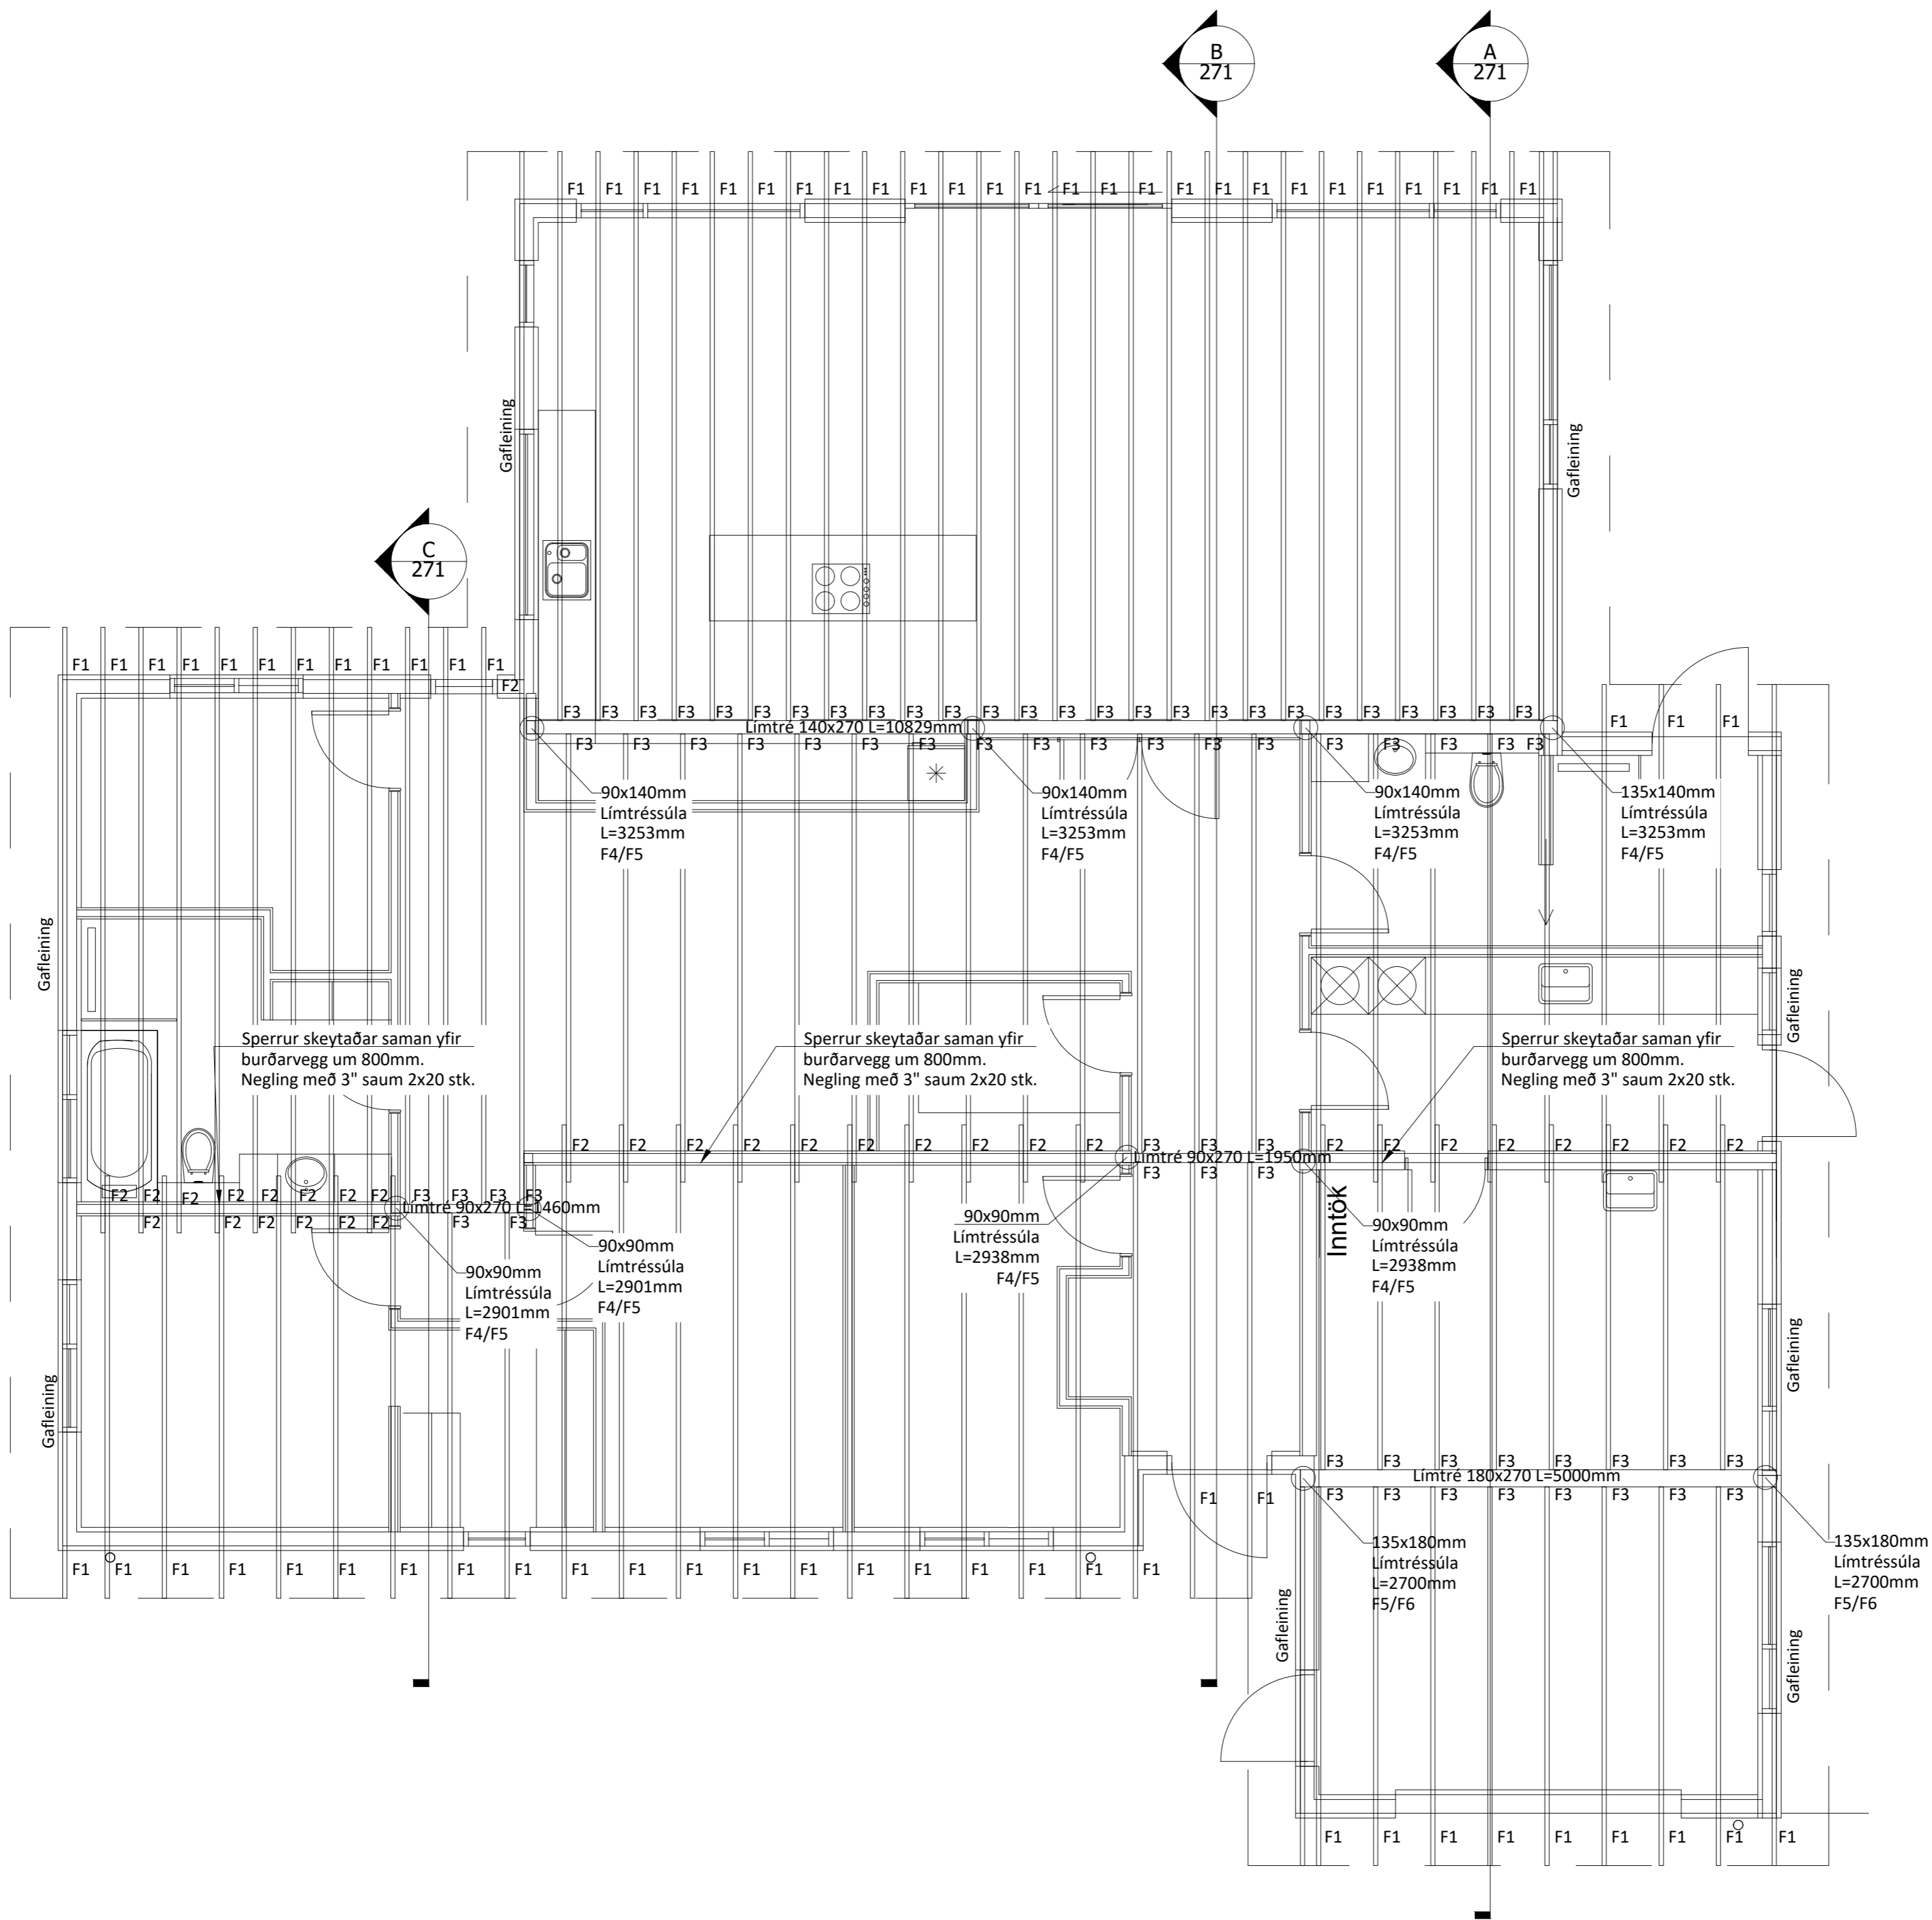 B
271
A
271
F1 F1 F1 F1 F1 F1 F1 F1 F1 F1 F1 F1 F1 F1 F1 F1 F1 F1 F1 F1 F1 F1 F1 F1 F1 F1
Gafleining
Gafleining
C
271
F1 F1 F1 F1 F1 F1 F1 F1 F1 F1 F1 F1
F2
F3 F3 F3 F3 F3 F3 F3 F3 F3 F3 F3 F3 F3 F3 F3 F3 F3 F3 F3 F3 F3 F3 F3 F3 F3 F3
F1 F1 F1
Límtré 140x270 L=10829mm
F3 F3 F3 F3 F3 F3 F3 F3 F3 F3 F3 F3 F3 F3 F3 F3 F3 F3
90x140mm
Límtréssúla
L=3253mm
F4/F5
90x140mm
Límtréssúla
L=3253mm
F4/F5
90x140mm
Límtréssúla
L=3253mm
F4/F5
135x140mm
Límtréssúla
L=3253mm
F4/F5
Gafleining
Gafleining
Sperrur skeytaðar saman yfir
burðarvegg um 800mm.
Negling með 3" saum 2x20 stk.
Sperrur skeytaðar saman yfir
burðarvegg um 800mm.
Negling með 3" saum 2x20 stk.
Sperrur skeytaðar saman yfir
burðarvegg um 800mm.
Negling með 3" saum 2x20 stk.
F2 F2 F2 F2 F2 F2 F2 F2 F2 F2 F3 F3 F3 F2 F2 F2 F2 F2 F2 F2 F2
Límtré 90x270 L=1950mm
F3 F3 F3
F2 F2 F2 F2 F2 F2 F2 F2 F3 F3 F3 F3
Límtré 90x270 L=1460mm
F2 F2 F2 F2 F2 F2 F3 F3
90x90mm
Límtréssúla
L=2901mm
F4/F5
90x90mm
Límtréssúla
L=2901mm
F4/F5
90x90mm
Límtréssúla
L=2938mm
F4/F5
Inntök
90x90mm
Límtréssúla
L=2938mm
F4/F5
Gafleining
Gafleining
F3 F3 F3 F3 F3 F3 F3 F3
Límtré 180x270 L=5000mm
F3 F3 F3 F3 F3 F3 F3 F3
F1 F1
135x180mm
Límtréssúla
L=2700mm
F5/F6
135x180mm
Límtréssúla
L=2700mm
F5/F6
F1 F1 F1 F1 F1 F1 F1 F1 F1 F1 F1 F1 F1 F1 F1 F1 F1 F1 F1 F1
Gafleining
Gafleining
F1 F1 F1 F1 F1 F1 F1 F1 F1